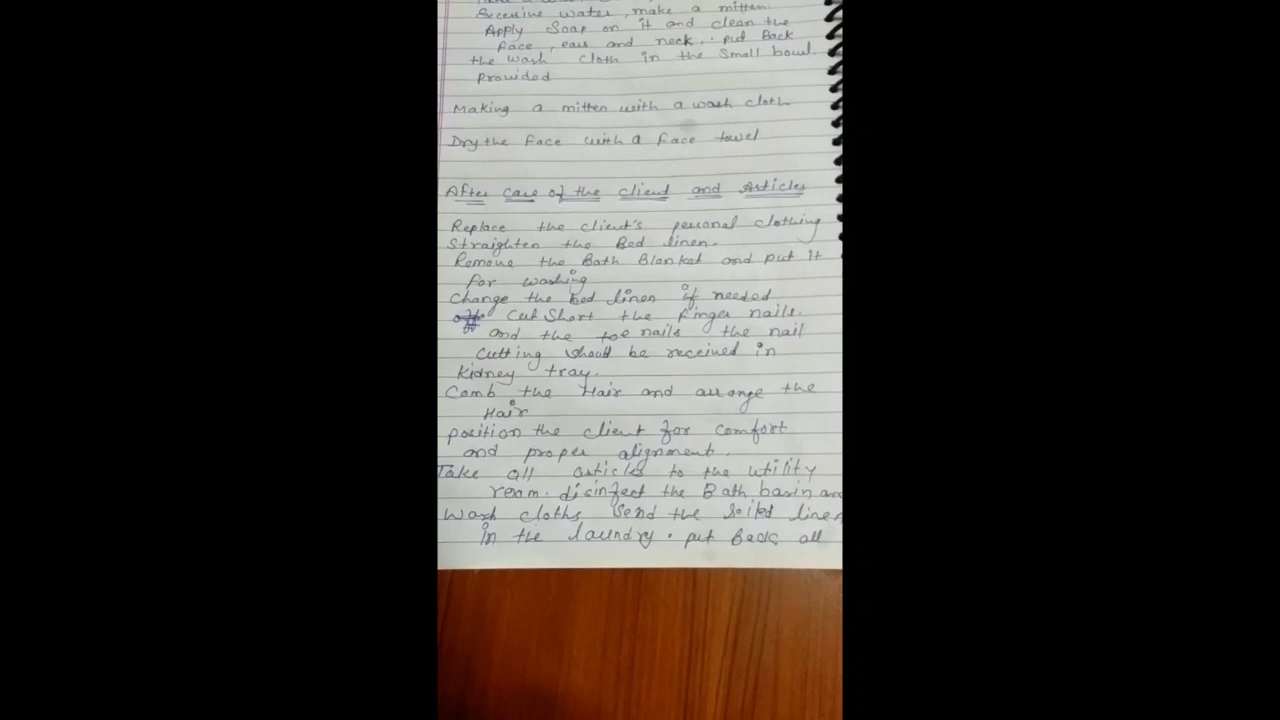 Excessive water, make a mitten.
Apply Soap on it and clean the
Face, ears and neck. put Back
the wash cloth in the small bowl.
provided
Making a mitten with a wash cloth
Dry the Face with a Face towel
After Care of the client and Articles
Replace the client's personal clothing
Straighten the Bed linen.
Remove the Bath Blanket and put it
for washing
Change the bed linen if needed
Cut Short the finger nails.
and the toe nails the nail
Cutting should be received in
kidney tray.
Comb the Hair and arrange the
Hair
position the client for comfort
and proper alignment.
Take all articles to the utility
room. disinfect the Bath basin and
Wash cloths Send the soiled linen
in the laundry. put Back all